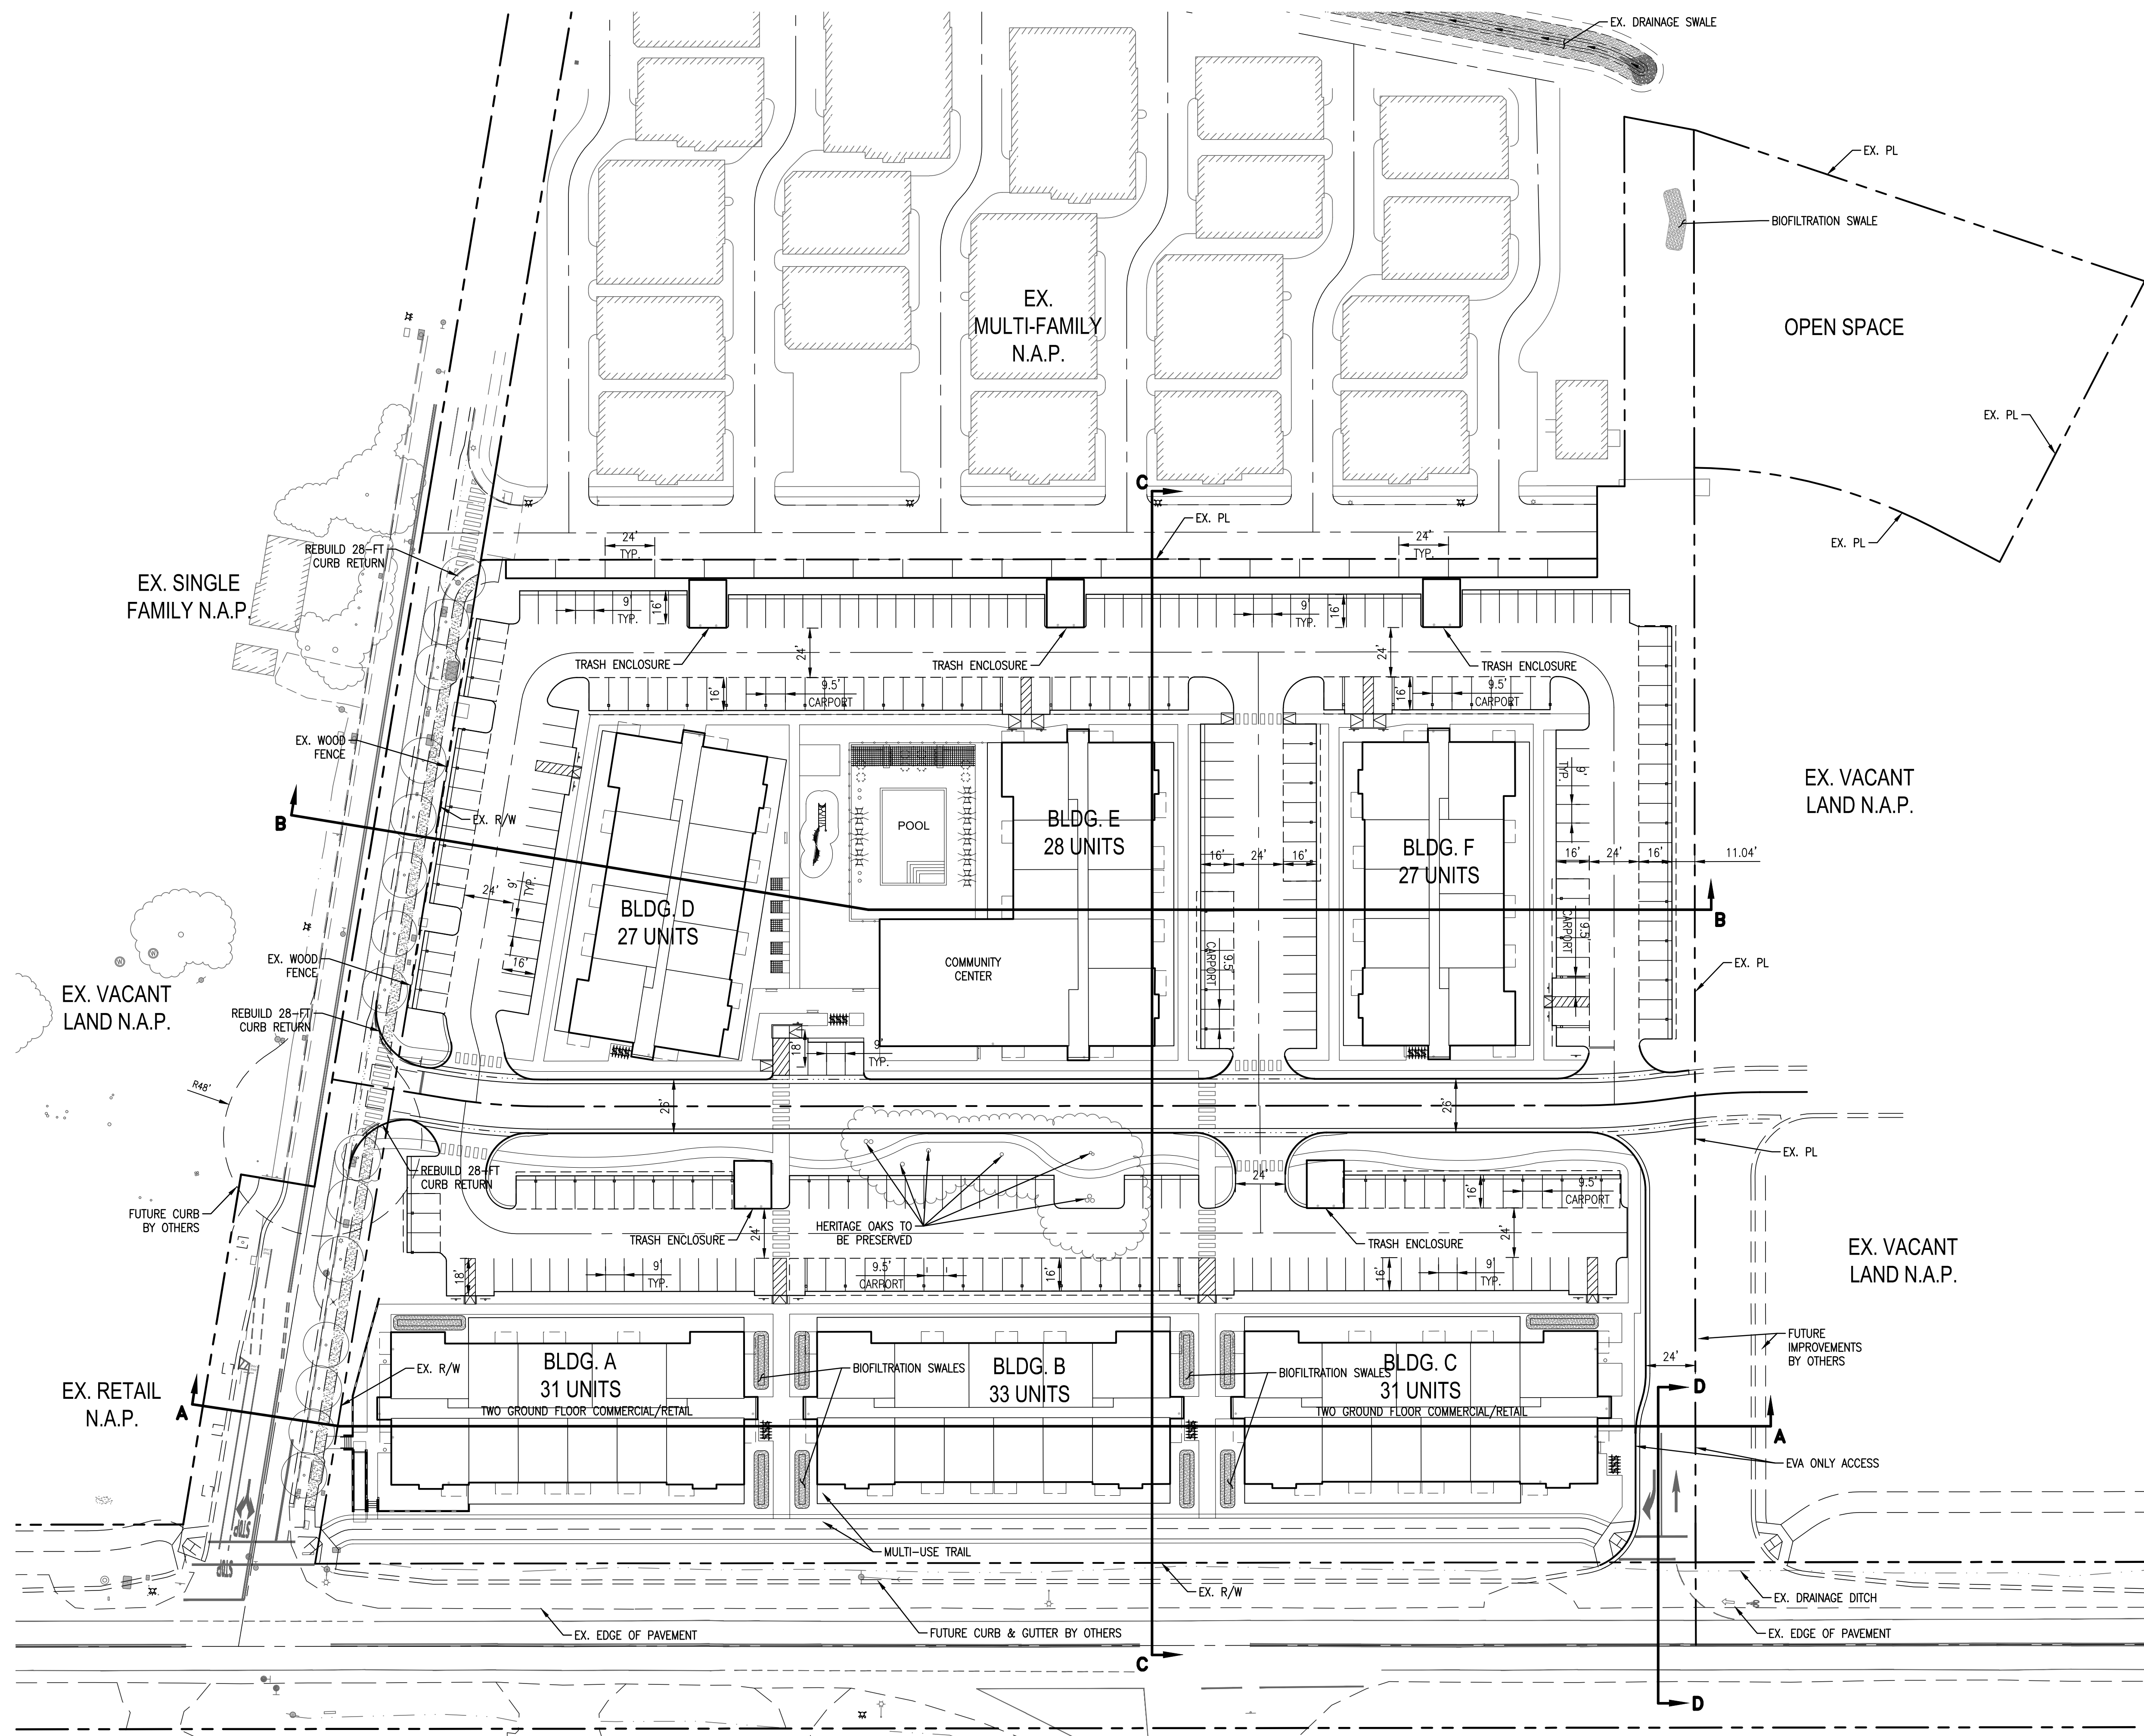 EX. DRAINAGE SWALE
EX. PL
BIOFILTRATION SWALE
EX.
MULTI-FAMILY
N.A.P.
OPEN SPACE
EX. PL
C
EX. PL
EX. PL
24'
TYP.
24'
TYP.
REBUILD 28-FT
CURB RETURN
EX. SINGLE
FAMILY N.A.P.
9'
TYP.
16'
9'
TYP.
16'
TRASH ENCLOSURE
24'
TRASH ENCLOSURE
24'
TRASH ENCLOSURE
16'
9.5'
CARPORT
16'
9.5'
CARPORT
EX. WOOD
FENCE
EX. VACANT
LAND N.A.P.
9'
TYP.
B
EX. R/W
POOL
BLDG. E
28 UNITS
BLDG. F
27 UNITS
16'
24'
16'
16'
24'
16'
11.04'
24'
9'
TYP.
BLDG. D
27 UNITS
B
CARPORT
9.5'
CARPORT
9.5'
EX. WOOD
FENCE
16'
COMMUNITY
CENTER
EX. PL
EX. VACANT
LAND N.A.P.
REBUILD 28-FT
CURB RETURN
18'
9'
TYP.
R48'
26'
26'
EX. PL
REBUILD 28-FT
CURB RETURN
24'
16'
9.5'
CARPORT
FUTURE CURB
BY OTHERS
HERITAGE OAKS TO
BE PRESERVED
TRASH ENCLOSURE
24'
TRASH ENCLOSURE
24'
EX. VACANT
LAND N.A.P.
18'
9'
TYP.
9.5'
CARPORT
16'
16'
9'
TYP.
FUTURE
IMPROVEMENTS
BY OTHERS
24'
EX. R/W
BLDG. A
31 UNITS
BIOFILTRATION SWALES
BLDG. B
33 UNITS
BIOFILTRATION SWALES
BLDG. C
31 UNITS
D
EX. RETAIL
N.A.P.
A
TWO GROUND FLOOR COMMERCIAL/RETAIL
TWO GROUND FLOOR COMMERCIAL/RETAIL
A
EVA ONLY ACCESS
STOP
STOP
MULTI-USE TRAIL
EX. R/W
EX. DRAINAGE DITCH
EX. EDGE OF PAVEMENT
FUTURE CURB & GUTTER BY OTHERS
EX. EDGE OF PAVEMENT
C
D